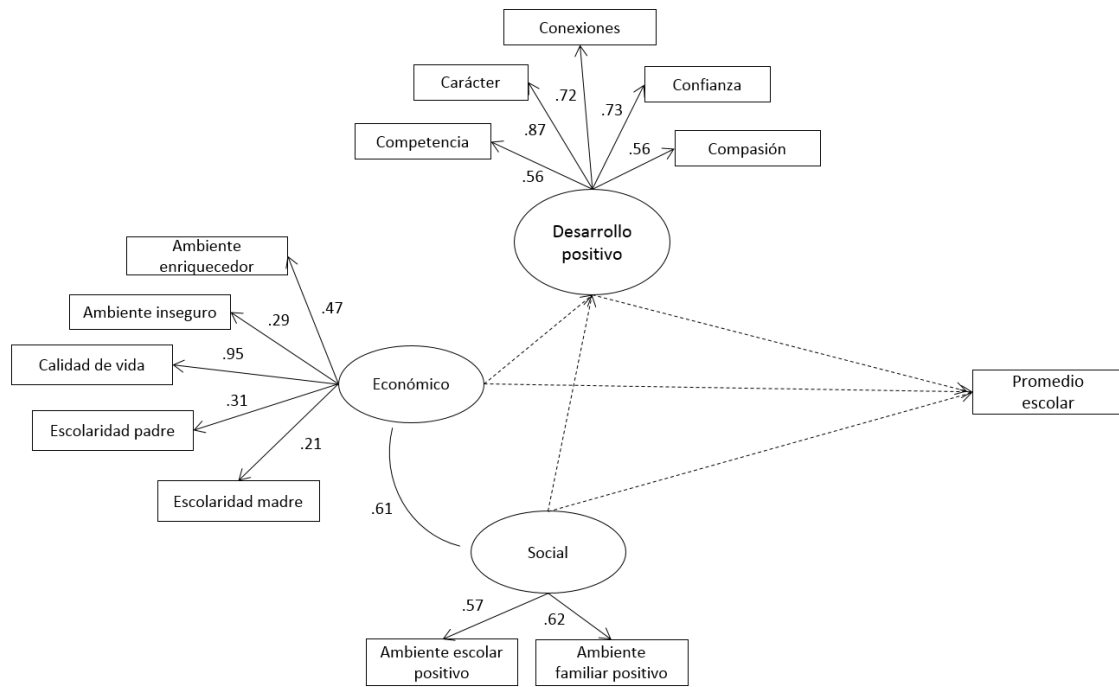 Conexiones
Carácter
Confianza
.72
.73
Competencia
.87
.56
Compasión
.56
Desarrollo
positivo
Ambiente
enriquecedor
Ambiente inseguro
.47
.29
Calidad de vida
.95
Económico
Promedio
escolar
.31
Escolaridad padre
.21
Escolaridad madre
.61
Social
.57
.62
Ambiente escolar
positivo
Ambiente
familiar positivo